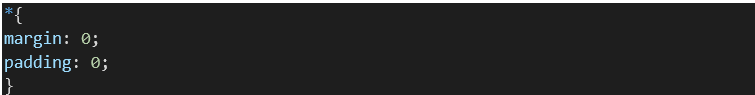 *{
margin: 0;
padding: 0;
}